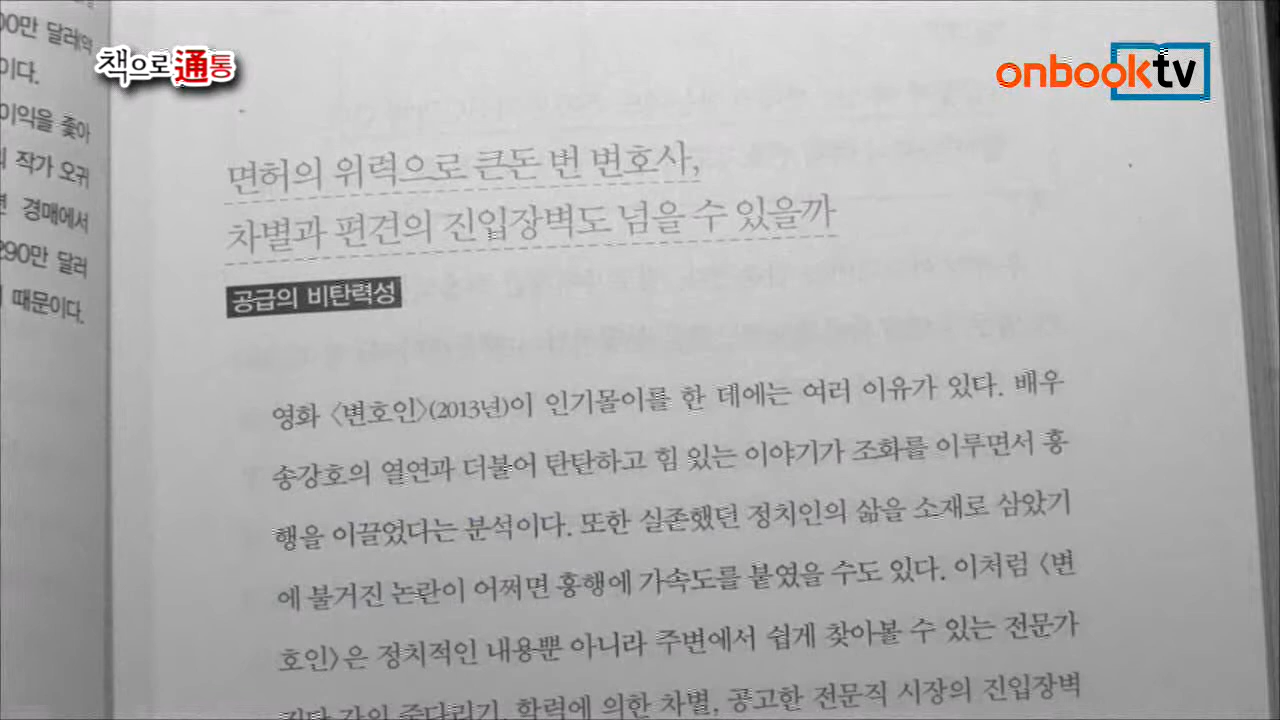 00만 달러(약
이다.
이익을 좇아
작가 오귀
경매에서
290만 달러
때문이다.
책으로 通통
onbooktv
면허의 위력으로 큰돈 번 변호사,
차별과 편견의 진입장벽도 넘을 수 있을까
공급의 비탄력성
영화 〈변호인〉(2013년)이 인기몰이를 한 데에는 여러 이유가 있다. 배우
송강호의 열연과 더불어 탄탄하고 힘 있는 이야기가 조화를 이루면서 흥
행을 이끌었다는 분석이다. 또한 실존했던 정치인의 삶을 소재로 삼았기
에 불거진 논란이 어쩌면 흥행에 가속도를 붙였을 수도 있다. 이처럼 〈변
호인〉은 정치적인 내용뿐 아니라 주변에서 쉽게 찾아볼 수 있는 전문가
집단 간의 줄다리기, 학력에 의한 차별, 공고한 전문직 시장의 진입장벽